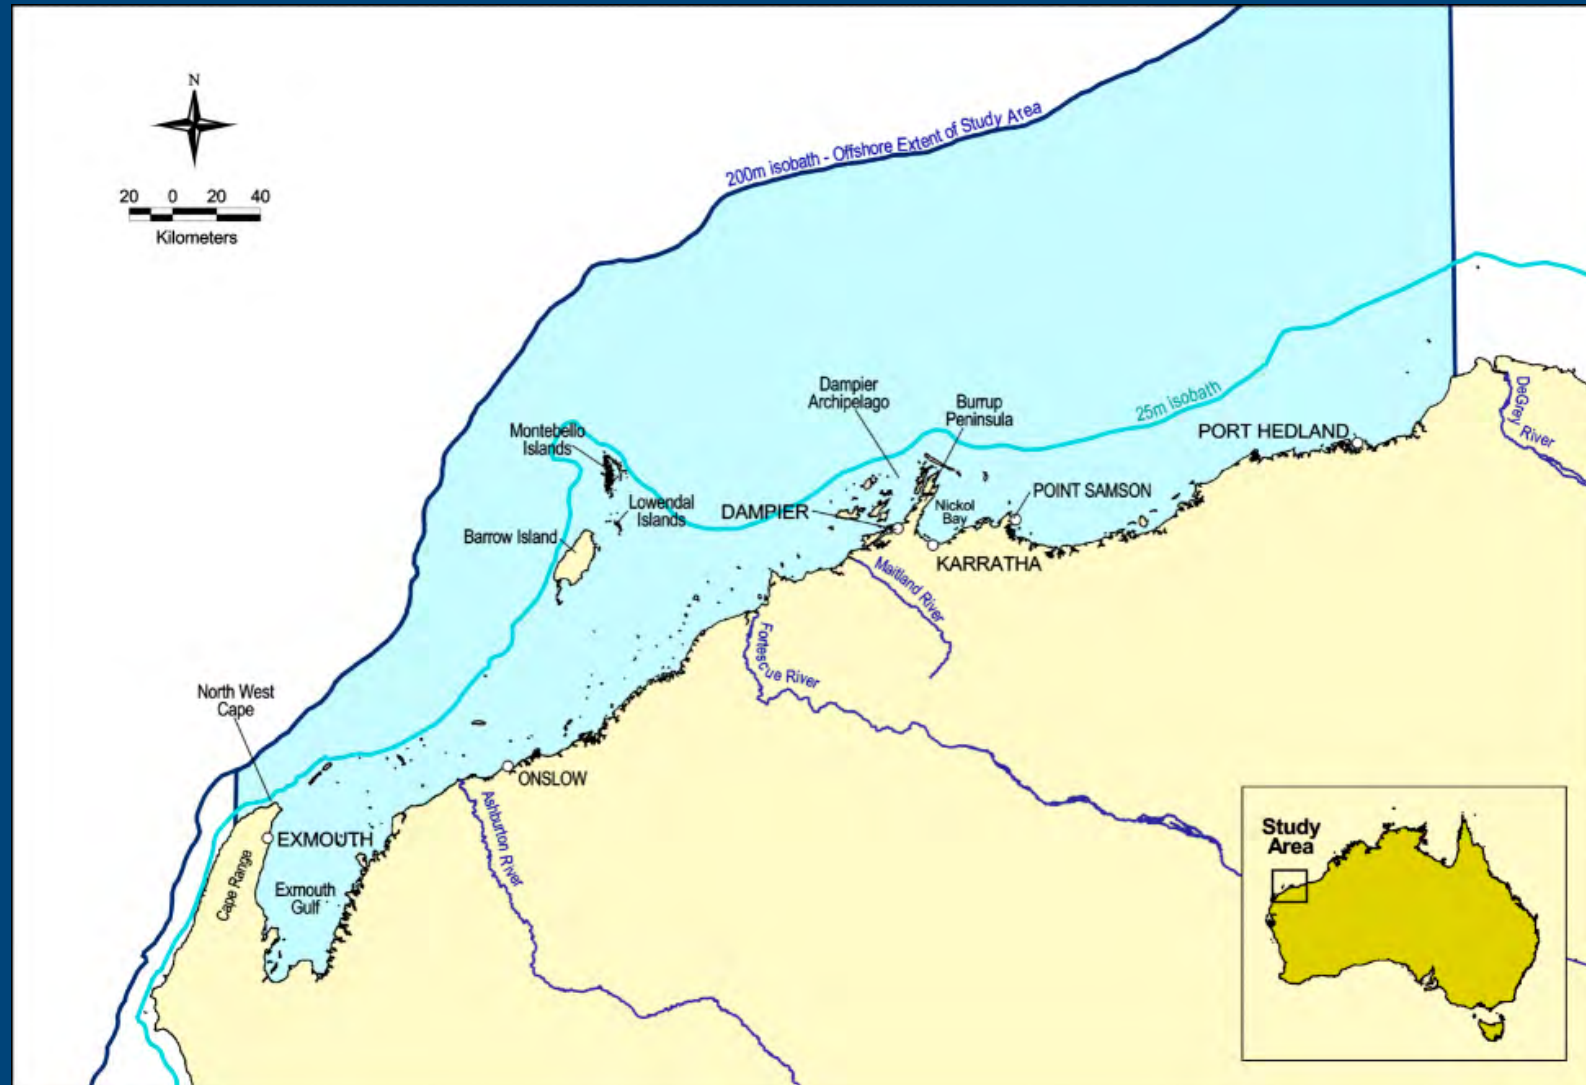 N
20 0 20 40
Kilometers
200m isobath - Offshore Extent of Study Area
25m isobath
Dampier
Archipelago
Burrup
Peninsula
PORT HEDLAND
DeGrey River
Montebello
Islands
Lowendal
Islands
Barrow Island
DAMPIER
Nickol
Bay
POINT SAMSON
KARRATHA
Maitland River
Fortescue River
North West
Cape
ONSLOW
Ashburton River
EXMOUTH
Cape Range
Exmouth
Gulf
Study
Area